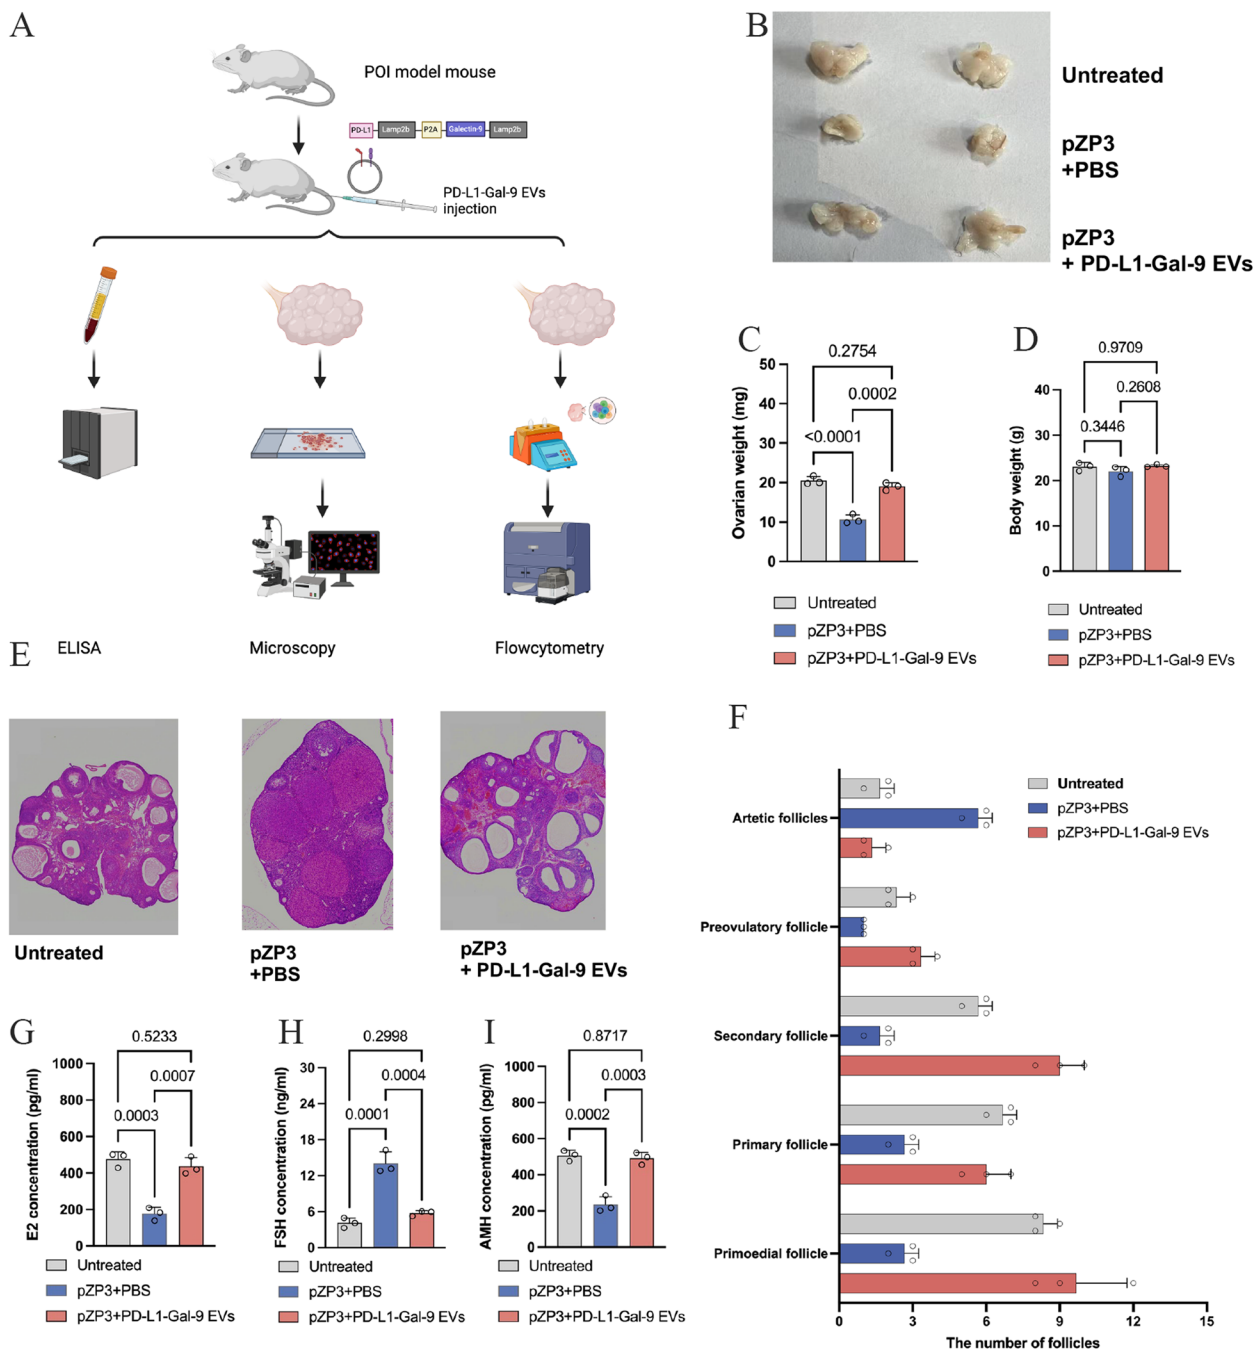 A
POI model mouse
PD-L1
Lamp2b
P2A
Galectin-9
Lamp2b
PD-L1-Gal-9 EVs
injection
ELISA
Microscopy
Flowcytometry
B
Untreated
pZP3
+PBS
pZP3
+ PD-L1-Gal-9 EVs
C
0.2754
0.0002
<0.0001
Ovarian weight (mg)
50
40
30
20
10
0
Untreated
pZP3+PBS
pZP3+PD-L1-Gal-9 EVs
D
0.9709
0.2608
0.3446
Body weight (g)
40
30
20
10
0
Untreated
pZP3+PBS
pZP3+PD-L1-Gal-9 EVs
E
Untreated
pZP3
+PBS
pZP3
+ PD-L1-Gal-9 EVs
F
Untreated
pZP3+PBS
pZP3+PD-L1-Gal-9 EVs
Artetic follicles
Preovulatory follicle
Secondary follicle
Primary follicle
Primoedial follicle
0
3
6
9
12
15
The number of follicles
G
0.5233
0.0007
0.0003
E2 concentration (pg/ml)
1000
800
600
400
200
0
Untreated
pZP3+PBS
pZP3+PD-L1-Gal-9 EVs
H
0.2998
0.0004
0.0001
FSH concentration (ng/ml)
30
24
18
12
6
0
Untreated
pZP3+PBS
pZP3+PD-L1-Gal-9 EVs
I
0.8717
0.0003
0.0002
AMH concentration (pg/ml)
1000
800
600
400
200
0
Untreated
pZP3+PBS
pZP3+PD-L1-Gal-9 EVs